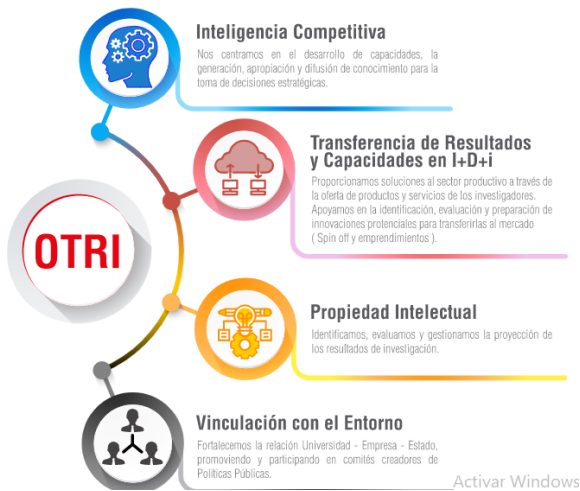 Inteligencia Competitiva
Nos centramos en el desarrollo de capacidades, la
generación, apropiación y difusión de conocimiento para la
toma de decisiones estratégicas.
Transferencia de Resultados
y Capacidades en I+D+i
Proporcionamos soluciones al sector productivo a través de
la oferta de productos y servicios de los investigadores.
Apoyamos en la identificación, evaluación y preparación de
innovaciones protenciales para transferirlas al mercado
( Spin off y emprendimientos ).
OTRI
Propiedad Intelectual
Identificamos, evaluamos y gestionamos la proyección de
los resultados de investigación.
Vinculación con el Entorno
Fortalecemos la relación Universidad - Empresa - Estado,
promoviendo y participando en comités creadores de
Políticas Públicas.
Activar Windows